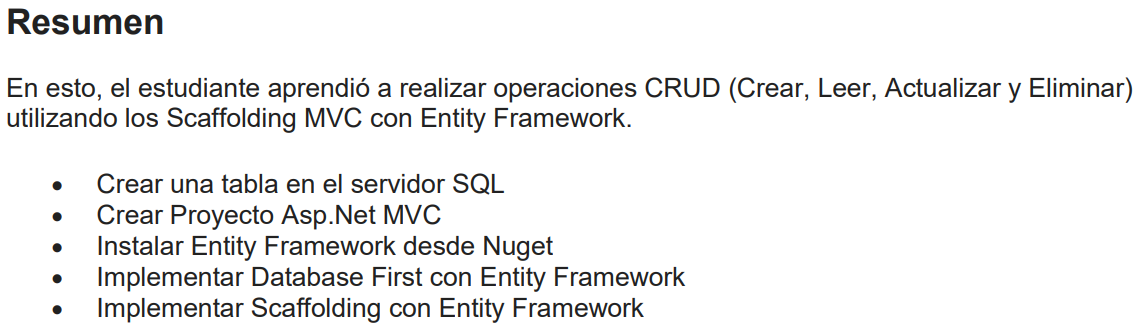 Resumen
En esto, el estudiante aprendió a realizar operaciones CRUD (Crear, Leer, Actualizar y Eliminar)
utilizando los Scaffolding MVC con Entity Framework.
• Crear una tabla en el servidor SQL
• Crear Proyecto Asp.Net MVC
• Instalar Entity Framework desde Nuget
• Implementar Database First con Entity Framework
• Implementar Scaffolding con Entity Framework